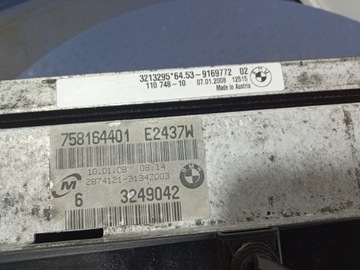 3213295*64.53-9169772 02
110 748-10 07.01.2008 12515
Made in Austria
758164401 E2437W
10.01.08 08:14
2874121-31342003
6 3249042